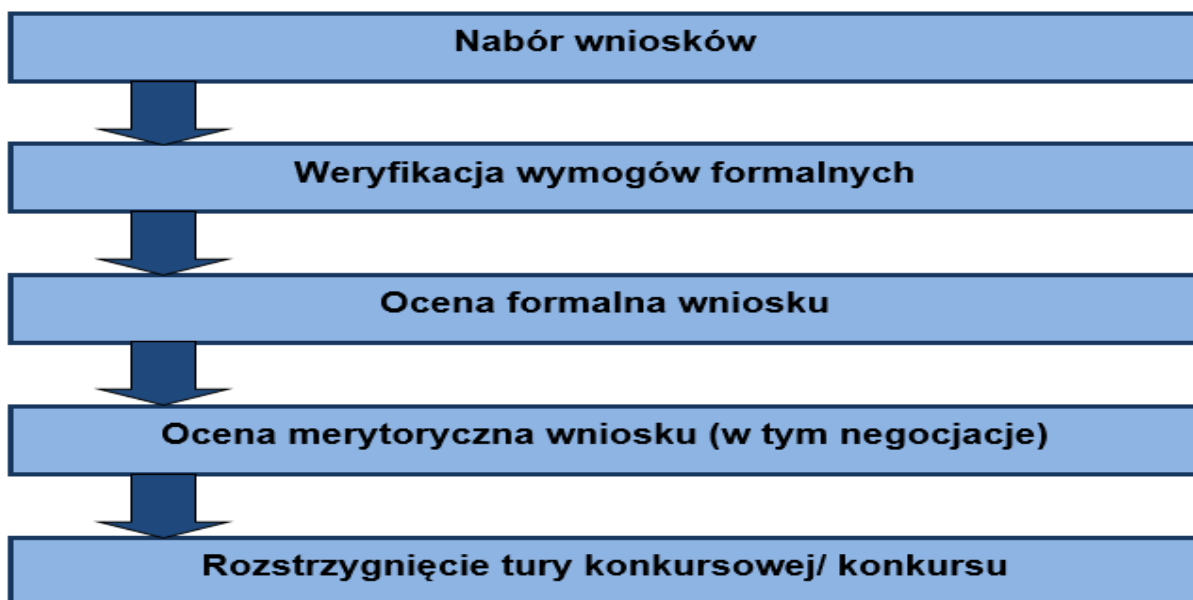 Nabór wniosków
Weryfikacja wymogów formalnych
Ocena formalna wniosku
Ocena merytoryczna wniosku (w tym negocjacje)
Rozstrzygnięcie tury konkursowej/ konkursu